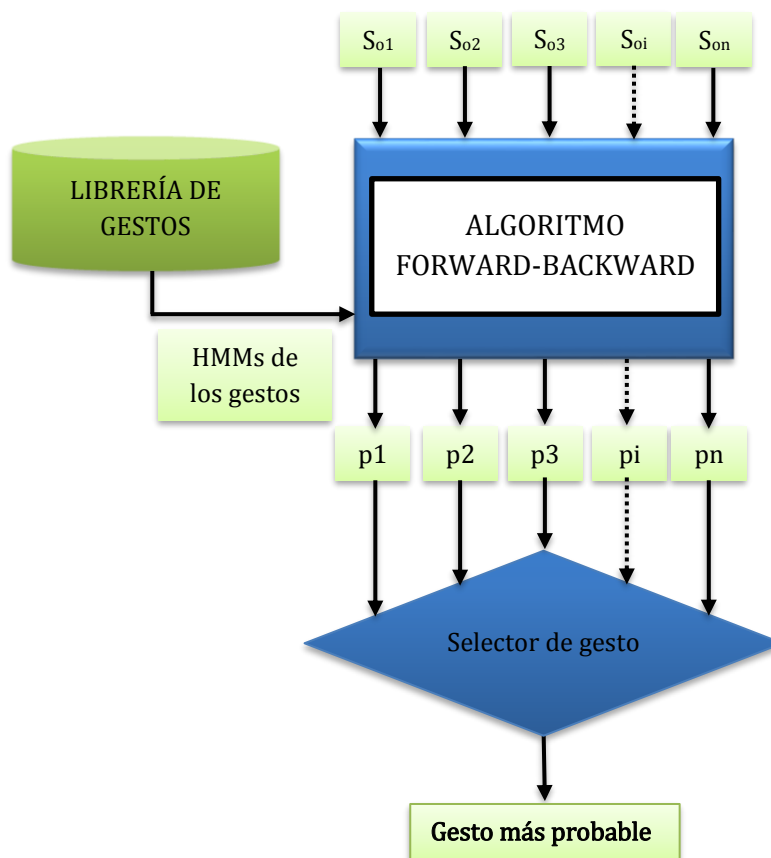 So1 So2 So3 Soi Son
LIBRERÍA DE
GESTOS
ALGORITMO
FORWARD-BACKWARD
HMMs de
los gestos
p1 p2 p3 pi pn
Selector de gesto
Gesto más probable